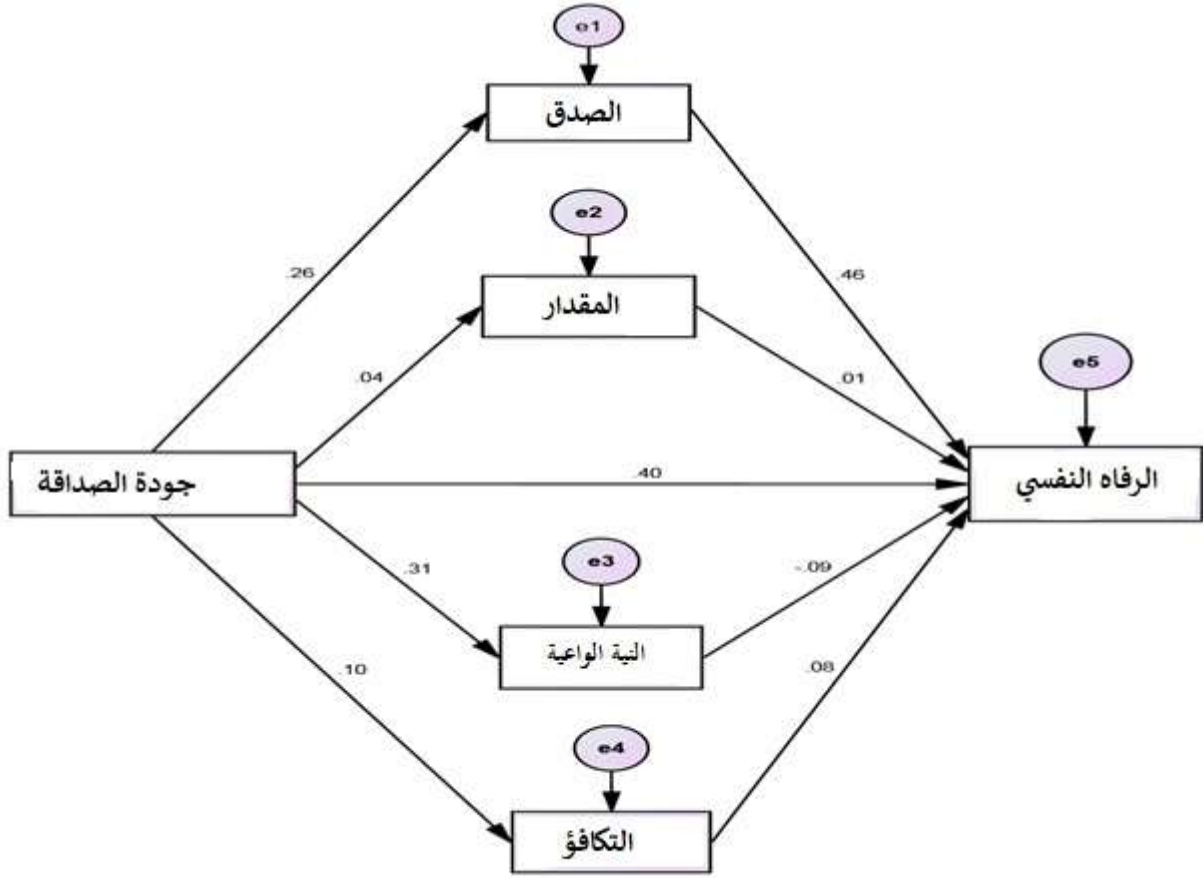 e1
الصدق
e2
.26
.46
المقدار
.04
.01
e5
جودة الصداقة
.40
الرفاه النفسي
e3
.31
-.09
النية الواعية
.10
.08
e4
التكافؤ